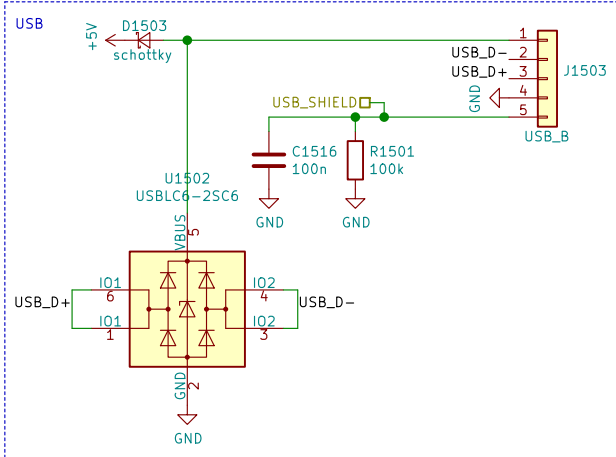 USB
D1503
+5V
schottky
1
USB_D- 2
USB_D+ 3
J1503
GND 4
USB_SHIELD
5
USB_B
C1516
100n
R1501
100k
GND
GND
U1502
USBLC6-2SC6
VBUS
5
IO1
6
IO2
4
USB_D+
USB_D-
IO1
1
IO2
3
GND
2
GND